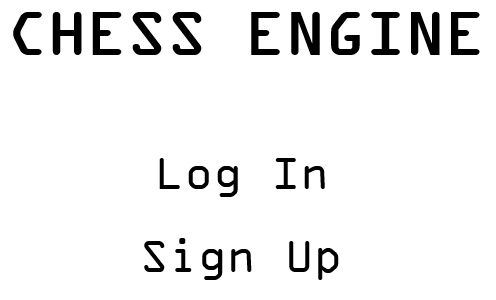 CHESS ENGINE
Log In
Sign Up